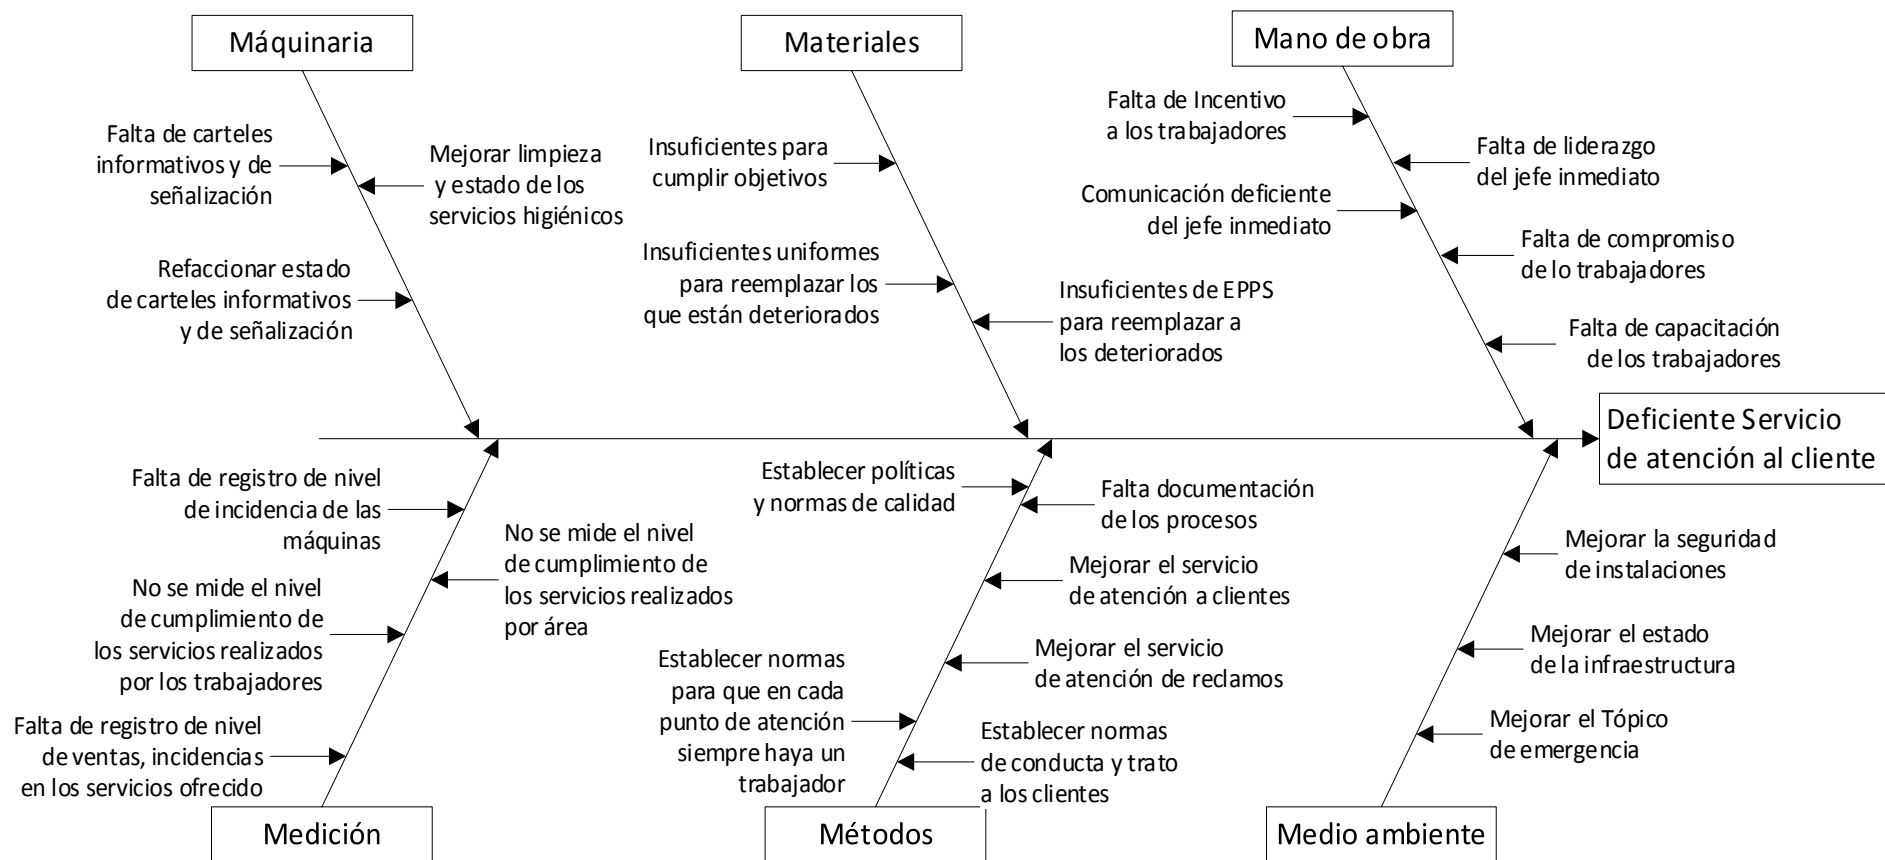 Máquinaria
Materiales
Mano de obra
Falta de carteles
informativos y de
señalización
Mejorar limpieza
y estado de los
servicios higiénicos
Refaccionar estado
de carteles informativos
y de señalización
Insuficientes para
cumplir objetivos
Insuficientes uniformes
para reemplazar los
que están deteriorados
Insuficientes de EPPS
para reemplazar a
los deteriorados
Falta de Incentivo
a los trabajadores
Falta de liderazgo
del jefe inmediato
Comunicación deficiente
del jefe inmediato
Falta de compromiso
de lo trabajadores
Falta de capacitación
de los trabajadores
Deficiente Servicio
de atención al cliente
Falta de registro de nivel
de incidencia de las
máquinas
No se mide el nivel
de cumplimiento de
los servicios realizados
por área
No se mide el nivel
de cumplimiento de
los servicios realizados
por los trabajadores
Falta de registro de nivel
de ventas, incidencias
en los servicios ofrecido
Establecer políticas
y normas de calidad
Falta documentación
de los procesos
Mejorar el servicio
de atención a clientes
Mejorar el servicio
de atención de reclamos
Establecer normas
para que en cada
punto de atención
siempre haya un
trabajador
Establecer normas
de conducta y trato
a los clientes
Mejorar la seguridad
de instalaciones
Mejorar el estado
de la infraestructura
Mejorar el Tópico
de emergencia
Medición
Métodos
Medio ambiente